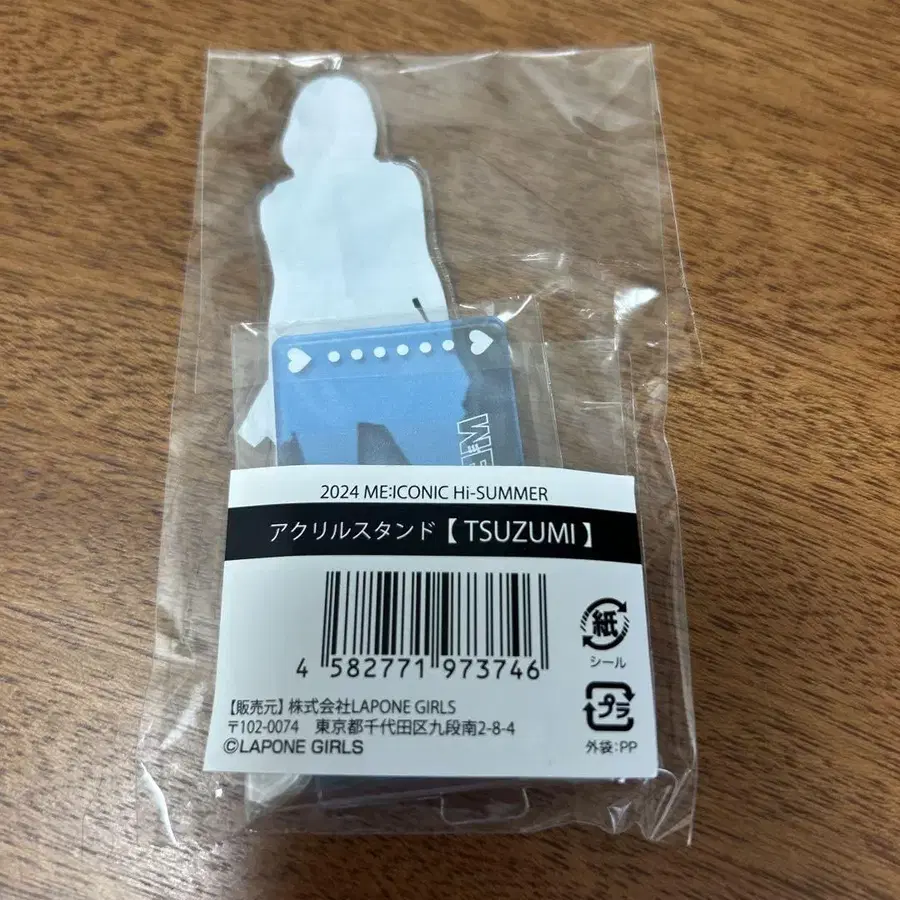 2024 ME:ICONIC Hi-SUMMER
アクリルスタンド【 TSUZUMI 】
4 582771 973746
紙
シール
プラ
外袋:PP
【販売元】株式会社LAPONE GIRLS
〒102-0074 東京都千代田区九段南2-8-4
©LAPONE GIRLS